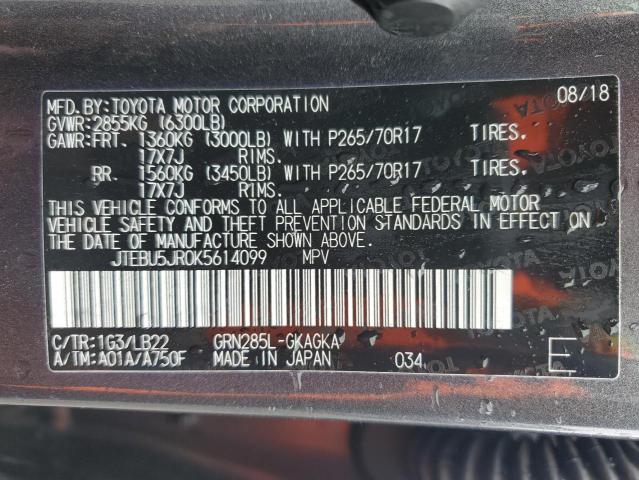 MFD. BY: TOYOTA MOTOR CORPORATION 08/18
GVWR: 2855KG (6300LB)
GAWR: FRT. 1360KG (3000LB) WITH P265/70R17 TIRES.
17X7J RIMS.
RR. 1560KG (3450LB) WITH P265/70R17 TIRES.
17X7J RIMS.
THIS VEHICLE CONFORMS TO ALL APPLICABLE FEDERAL MOTOR
VEHICLE SAFETY AND THEFT PREVENTION STANDARDS IN EFFECT ON
THE DATE OF MANUFACTURE SHOWN ABOVE.
JTEBU5JR0K5614099 MPV
C/TR: 1G3/LB22 GRN285L-GKAGKA
A/TM: A01A/A750F MADE IN JAPAN 034 E